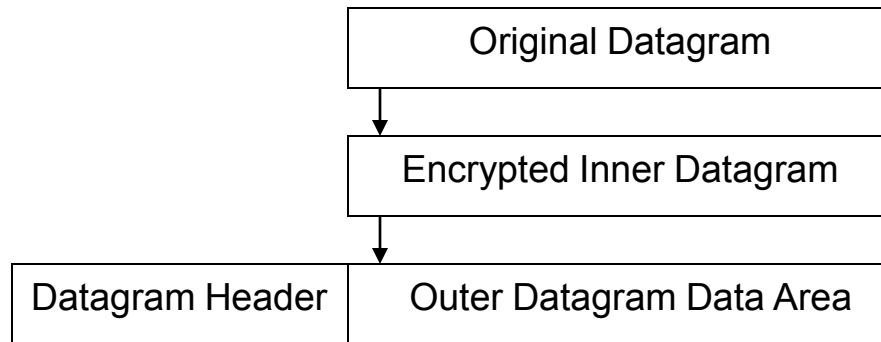 Original Datagram
Encrypted Inner Datagram
Datagram Header
Outer Datagram Data Area